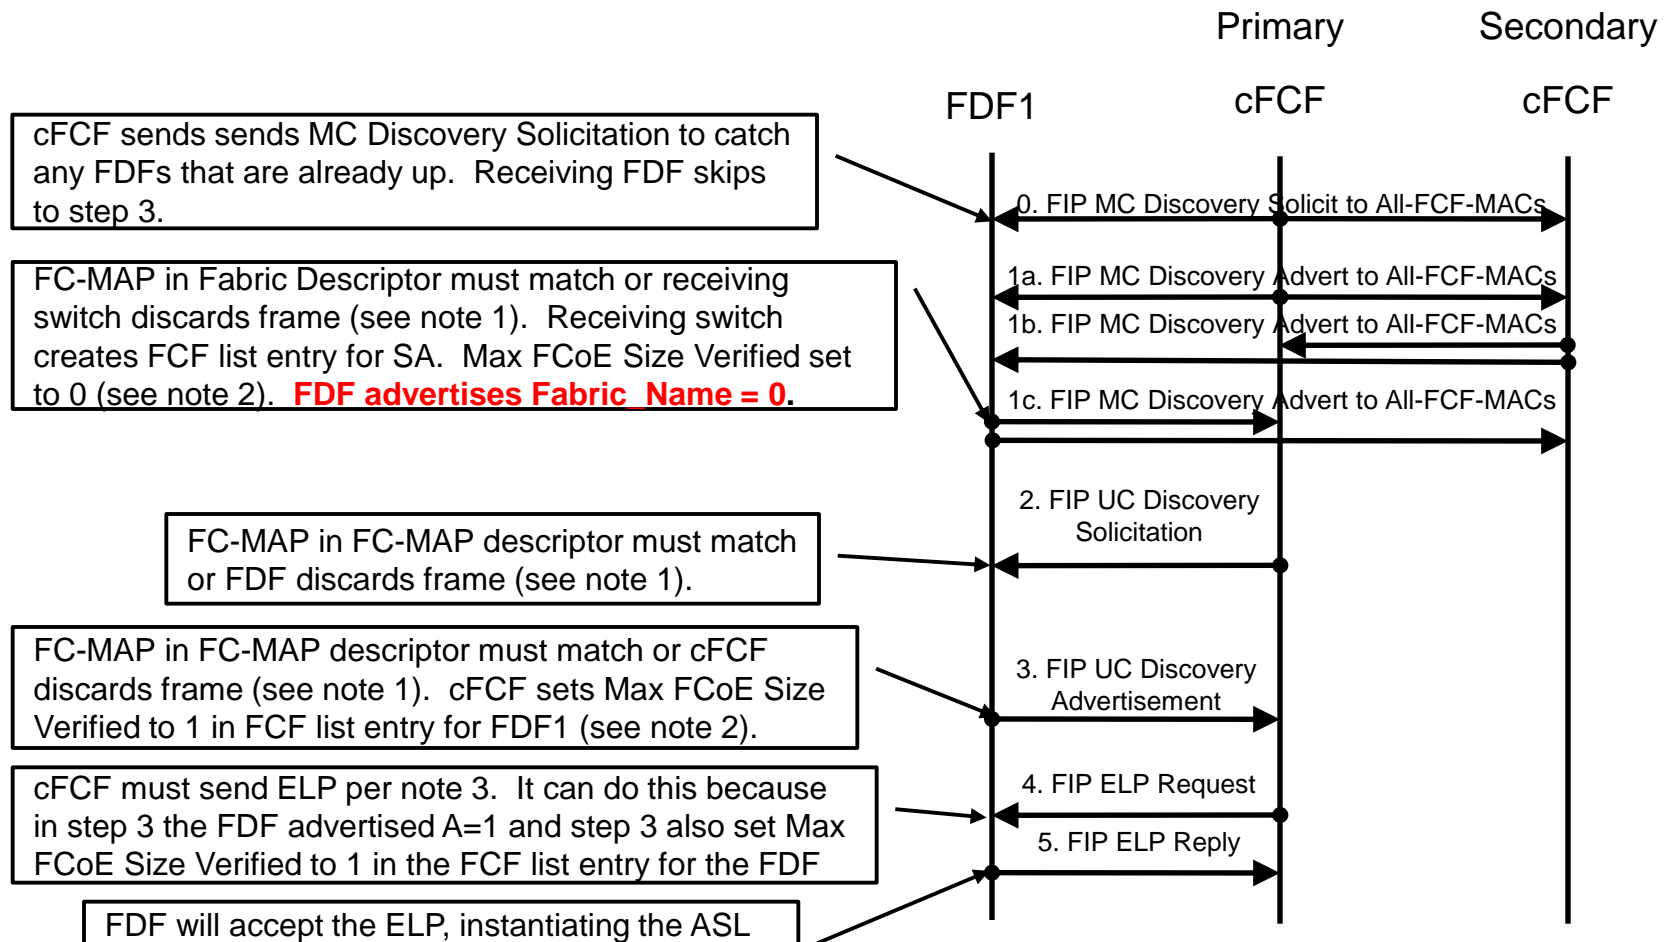 Primary
Secondary
FDF1
cFCF
cFCF
cFCF sends sends MC Discovery Solicitation to catch
any FDFs that are already up.  Receiving FDF skips
to step 3.
0. FIP MC Discovery Solicit to All-FCF-MACs
FC-MAP in Fabric Descriptor must match or receiving
switch discards frame (see note 1).  Receiving switch
creates FCF list entry for SA.  Max FCoE Size Verified set
to 0 (see note 2).  FDF advertises Fabric_Name = 0.
1a. FIP MC Discovery Advert to All-FCF-MACs
1b. FIP MC Discovery Advert to All-FCF-MACs
1c. FIP MC Discovery Advert to All-FCF-MACs
FC-MAP in FC-MAP descriptor must match
or FDF discards frame (see note 1).
2. FIP UC Discovery
Solicitation
FC-MAP in FC-MAP descriptor must match or cFCF
discards frame (see note 1).  cFCF sets Max FCoE Size
Verified to 1 in FCF list entry for FDF1 (see note 2).
3. FIP UC Discovery
Advertisement
cFCF must send ELP per note 3.  It can do this because
in step 3 the FDF advertised A=1 and step 3 also set Max
FCoE Size Verified to 1 in the FCF list entry for the FDF
4. FIP ELP Request
5. FIP ELP Reply
FDF will accept the ELP, instantiating the ASL